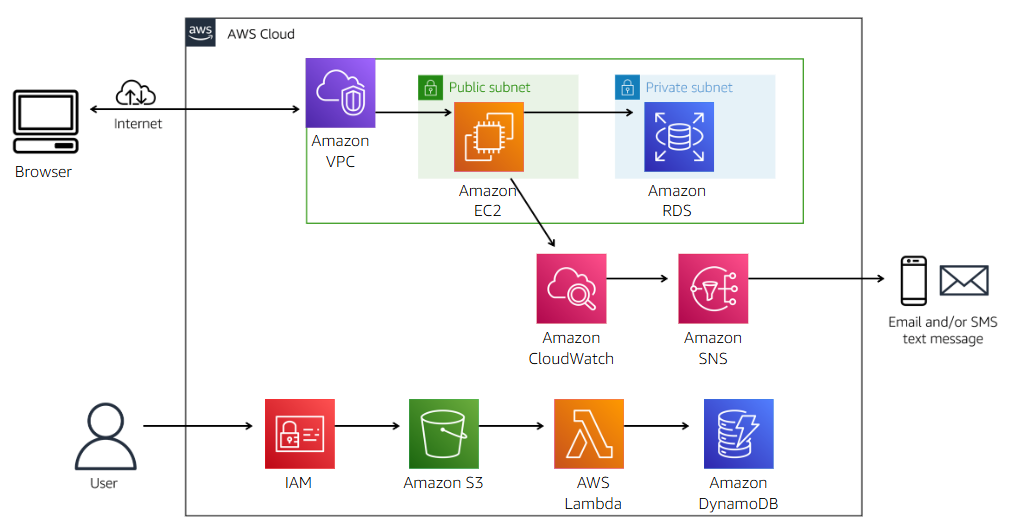 aws
AWS Cloud
Public subnet
Private subnet
Internet
Amazon
VPC
Browser
Amazon
EC2
Amazon
RDS
Email and/or SMS
text message
Amazon
CloudWatch
Amazon
SNS
User
IAM
Amazon S3
AWS
Lambda
Amazon
DynamoDB